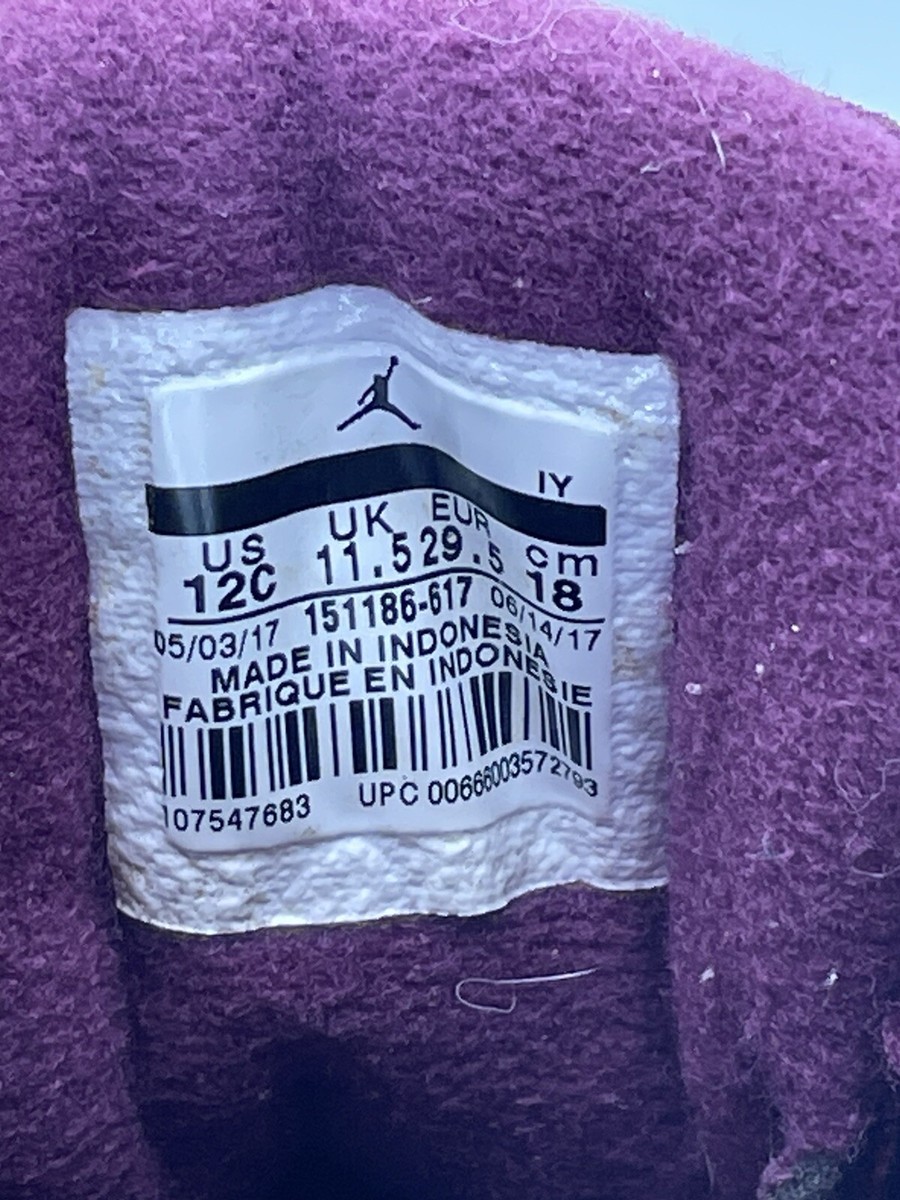 IY
US UK EUR cm
12C 11.5 29.5 18
05/03/17 151186-617 06/14/17
MADE IN INDONESIA
FABRIQUE EN INDONESIE
107547683 UPC 00666003572793